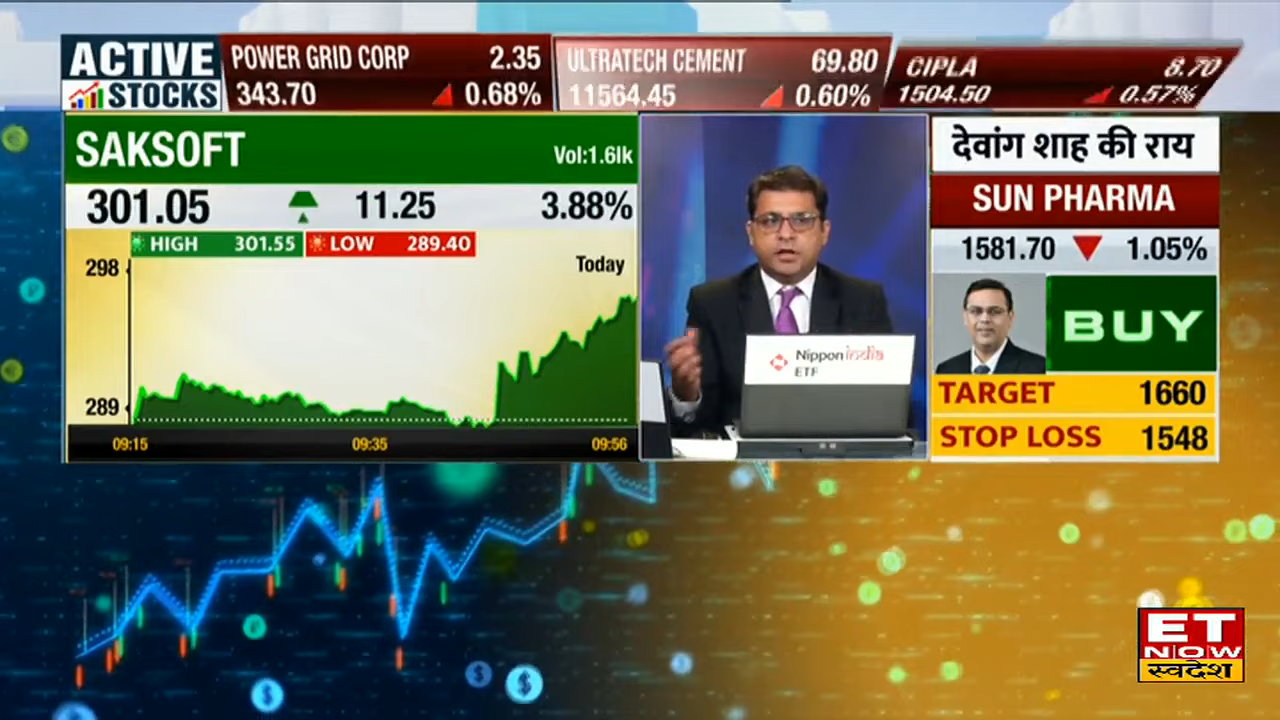 ACTIVE STOCKS
POWER GRID CORP 2.35
343.70 0.68%
ULTRATECH CEMENT 69.80
11564.45 0.60%
CIPLA 8.70
1504.50 0.57%
SAKSOFT Vol:1.6lk
301.05 11.25 3.88%
HIGH 301.55 LOW 289.40
Today
298
289
09:15 09:35 09:56
Nippon india
ETF
देवांग शाह की राय
SUN PHARMA
1581.70 1.05%
BUY
TARGET 1660
STOP LOSS 1548
ET
NOW
स्वदेश